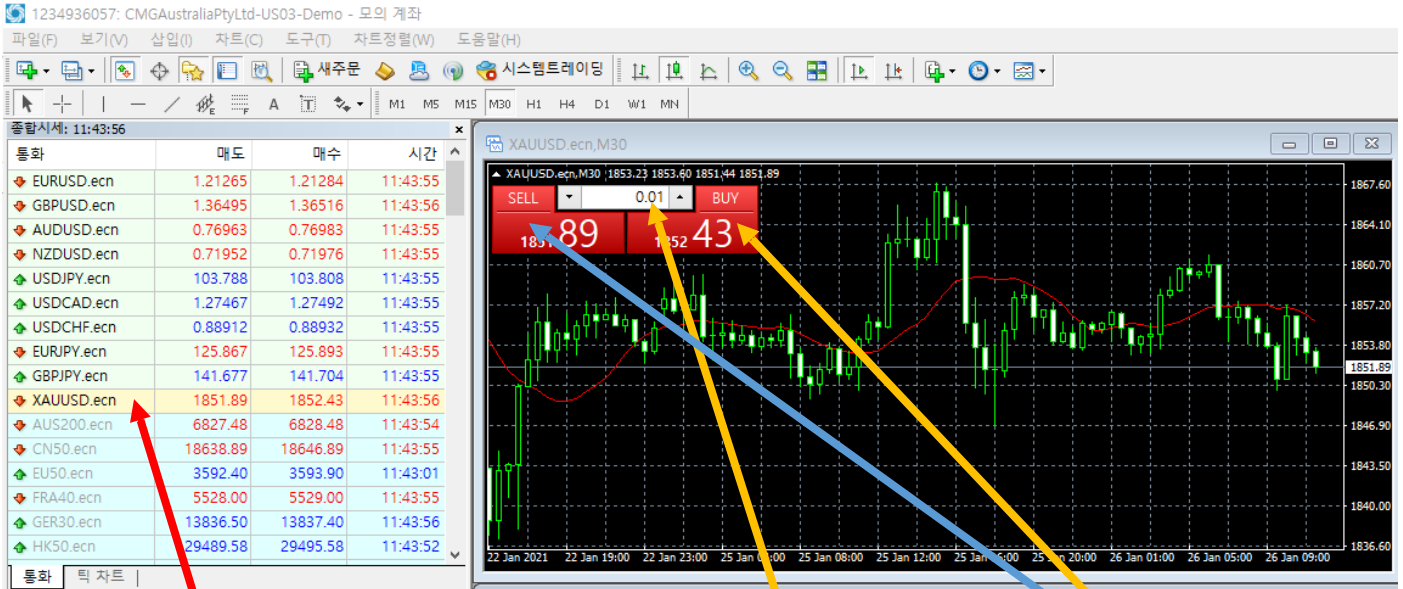 1234936057: CMGAustraliaPtyLtd-US03-Demo - 모의 계좌
파일(F) 보기(V) 삽입(I) 차트(C) 도구(T) 차트정렬(W) 도움말(H)
새주문 시스템트레이딩
A T M1 M5 M15 M30 H1 H4 D1 W1 MN
종합시세: 11:43:56
통화 매도 매수 시간
EURUSD.ecn 1.21265 1.21284 11:43:55
GBPUSD.ecn 1.36495 1.36516 11:43:56
AUDUSD.ecn 0.76963 0.76983 11:43:55
NZDUSD.ecn 0.71952 0.71976 11:43:55
USDJPY.ecn 103.788 103.808 11:43:55
USDCAD.ecn 1.27467 1.27492 11:43:55
USDCHF.ecn 0.88912 0.88932 11:43:55
EURJPY.ecn 125.867 125.893 11:43:55
GBPJPY.ecn 141.677 141.704 11:43:55
XAUUSD.ecn 1851.89 1852.43 11:43:56
AUS200.ecn 6827.48 6828.48 11:43:54
CN50.ecn 18638.89 18646.89 11:43:55
EU50.ecn 3592.40 3593.90 11:43:01
FRA40.ecn 5528.00 5529.00 11:43:55
GER30.ecn 13836.50 13837.40 11:43:56
HK50.ecn 29489.58 29495.58 11:43:52
통화 틱 차트
XAUUSD.ecn,M30
XAUUSD.ecn,M30 1853.23 1853.60 1851.44 1851.89
SELL 0.01 BUY
1851 89 1852 43
1867.60
1864.10
1860.70
1857.20
1853.80
1851.89
1850.30
1846.90
1843.50
1840.00
1836.60
22 Jan 2021 22 Jan 19:00 22 Jan 23:00 25 Jan 25 Jan 08:00 25 Jan 12:00 25 Jan 25 Jan 20:00 26 Jan 01:00 26 Jan 05:00 26 Jan 09:00